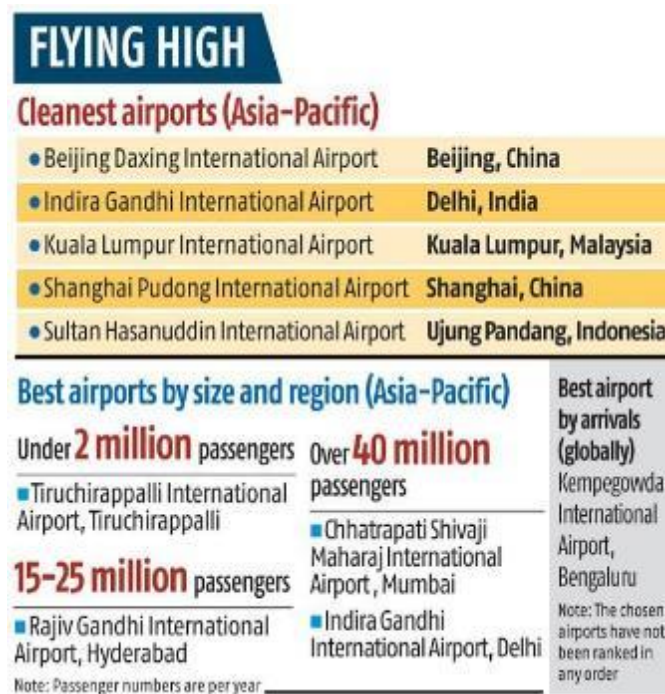 FLYING HIGH
Cleanest airports (Asia–Pacific)
• Beijing Daxing International Airport Beijing, China
• Indira Gandhi International Airport Delhi, India
• Kuala Lumpur International Airport Kuala Lumpur, Malaysia
• Shanghai Pudong International Airport Shanghai, China
• Sultan Hasanuddin International Airport Ujung Pandang, Indonesia
Best airports by size and region (Asia–Pacific)
Under 2 million passengers
■ Tiruchirappalli International
Airport, Tiruchirappalli
15–25 million passengers
■ Rajiv Gandhi International
Airport, Hyderabad
Note: Passenger numbers are per year
Over 40 million
passengers
■ Chhatrapati Shivaji
Maharaj International
Airport, Mumbai
■ Indira Gandhi
International Airport, Delhi
Best airport
by arrivals
(globally)
Kempegowda
International
Airport,
Bengaluru
Note: The chosen
airports have not
been ranked in
any order